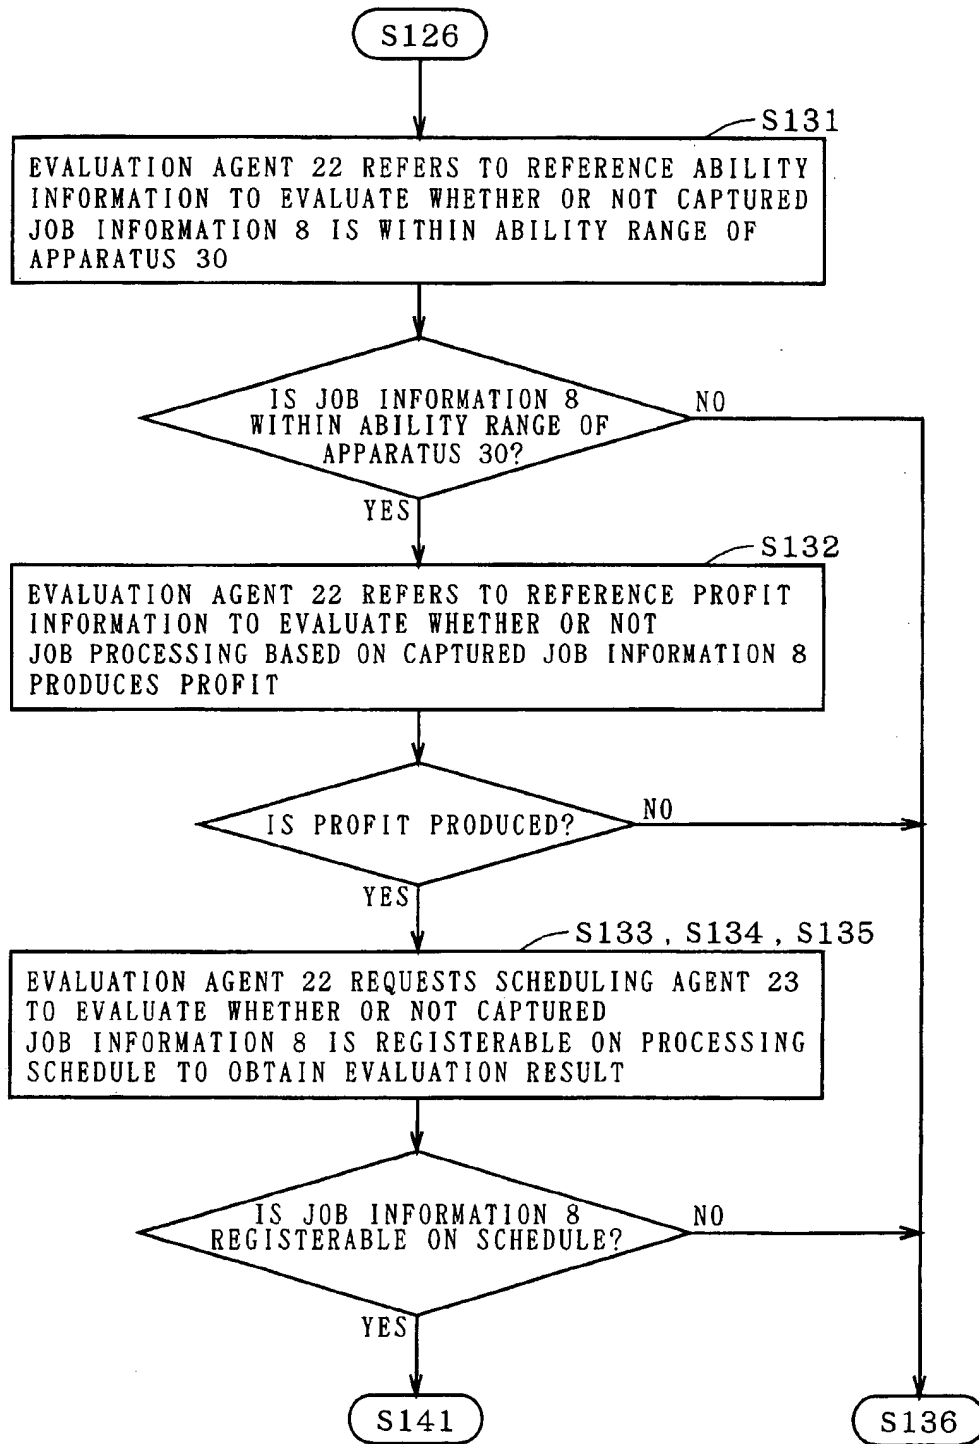 S126
S131
EVALUATION AGENT 22 REFERS TO REFERENCE ABILITY
INFORMATION TO EVALUATE WHETHER OR NOT CAPTURED
JOB INFORMATION 8 IS WITHIN ABILITY RANGE OF
APPARATUS 30
IS JOB INFORMATION 8
WITHIN ABILITY RANGE OF
APPARATUS 30?
NO
YES
S132
EVALUATION AGENT 22 REFERS TO REFERENCE PROFIT
INFORMATION TO EVALUATE WHETHER OR NOT
JOB PROCESSING BASED ON CAPTURED JOB INFORMATION 8
PRODUCES PROFIT
IS PROFIT PRODUCED?
NO
YES
S133, S134, S135
EVALUATION AGENT 22 REQUESTS SCHEDULING AGENT 23
TO EVALUATE WHETHER OR NOT CAPTURED
JOB INFORMATION 8 IS REGISTERABLE ON PROCESSING
SCHEDULE TO OBTAIN EVALUATION RESULT
IS JOB INFORMATION 8
REGISTERABLE ON SCHEDULE?
NO
YES
S141
S136